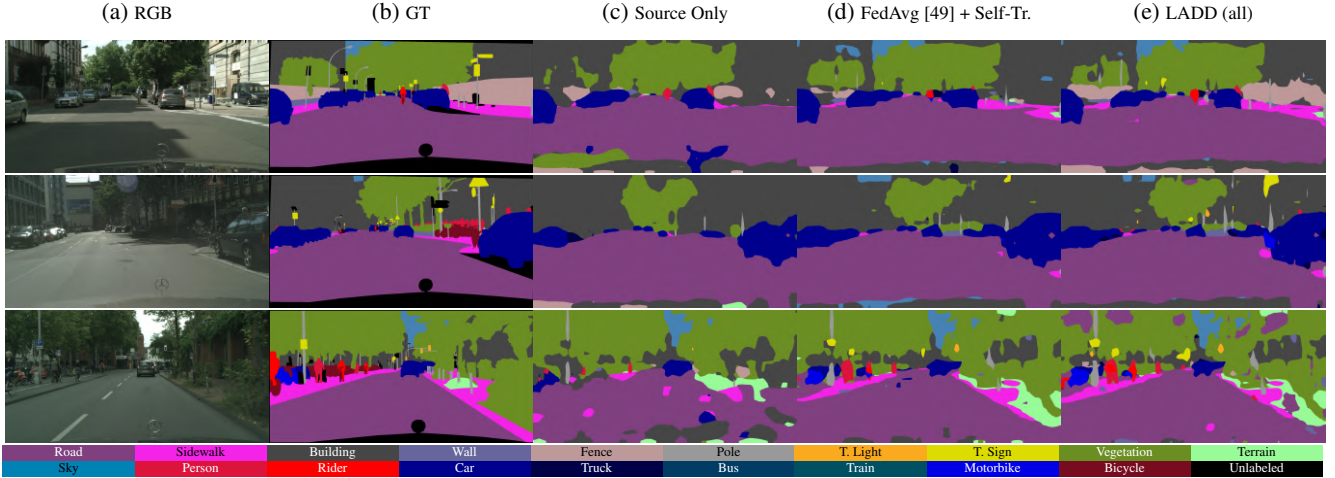 (a) RGB (b) GT (c) Source Only (d) FedAvg [49] + Self-Tr. (e) LADD (all)
Road Sidewalk Building Wall Fence Pole T. Light T. Sign Vegetation Terrain
Sky Person Rider Car Truck Bus Train Motorbike Bicycle Unlabeled